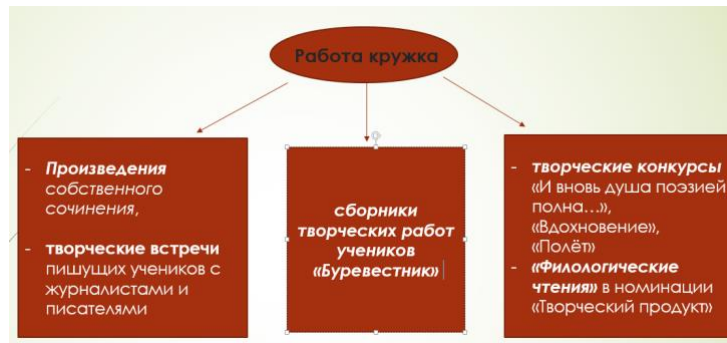 Работа кружка
- Произведения
собственного
сочинения,
- творческие встречи
пишущих учеников с
журналистами и
писателями
сборники
творческих работ
учеников
«Буревестник»
- творческие конкурсы
«И вновь душа поэзией
полна…»,
«Вдохновение»,
«Полёт»
- «Филологические
чтения» в номинации
«Творческий продукт»